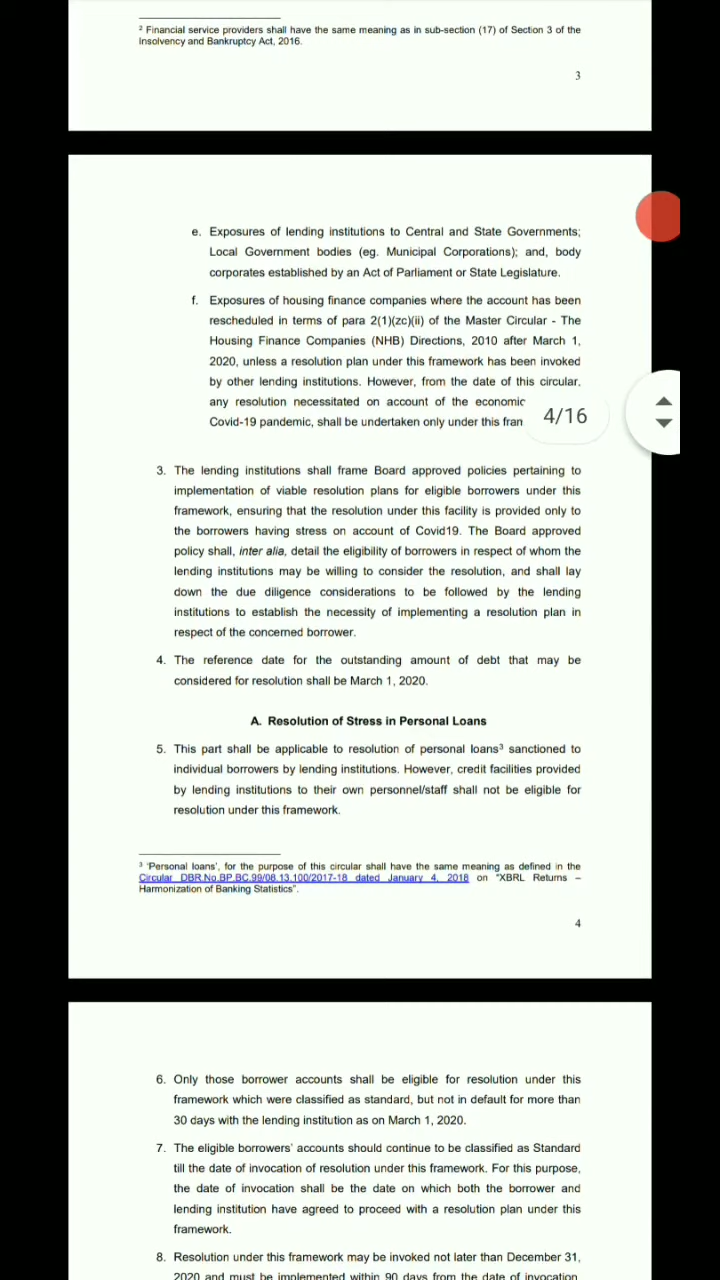 ³ Financial service providers shall have the same meaning as in sub-section (17) of Section 3 of the
Insolvency and Bankruptcy Act, 2016.
3
e. Exposures of lending institutions to Central and State Governments;
Local Government bodies (eg. Municipal Corporations); and, body
corporates established by an Act of Parliament or State Legislature.
f. Exposures of housing finance companies where the account has been
rescheduled in terms of para 2(1)(zc)(ii) of the Master Circular - The
Housing Finance Companies (NHB) Directions, 2010 after March 1,
2020, unless a resolution plan under this framework has been invoked
by other lending institutions. However, from the date of this circular,
any resolution necessitated on account of the economic
Covid-19 pandemic, shall be undertaken only under this fran
4/16
3. The lending institutions shall frame Board approved policies pertaining to
implementation of viable resolution plans for eligible borrowers under this
framework, ensuring that the resolution under this facility is provided only to
the borrowers having stress on account of Covid19. The Board approved
policy shall, inter alia, detail the eligibility of borrowers in respect of whom the
lending institutions may be willing to consider the resolution, and shall lay
down the due diligence considerations to be followed by the lending
institutions to establish the necessity of implementing a resolution plan in
respect of the concerned borrower.
4. The reference date for the outstanding amount of debt that may be
considered for resolution shall be March 1, 2020.
A. Resolution of Stress in Personal Loans
5. This part shall be applicable to resolution of personal loans³ sanctioned to
individual borrowers by lending institutions. However, credit facilities provided
by lending institutions to their own personnel/staff shall not be eligible for
resolution under this framework.
³ 'Personal loans', for the purpose of this circular shall have the same meaning as defined in the
Circular DBR.No.BP.BC.99/08.13.100/2017-18 dated January 4, 2018 on "XBRL Returns –
Harmonization of Banking Statistics".
4
6. Only those borrower accounts shall be eligible for resolution under this
framework which were classified as standard, but not in default for more than
30 days with the lending institution as on March 1, 2020.
7. The eligible borrowers' accounts should continue to be classified as Standard
till the date of invocation of resolution under this framework. For this purpose,
the date of invocation shall be the date on which both the borrower and
lending institution have agreed to proceed with a resolution plan under this
framework.
8. Resolution under this framework may be invoked not later than December 31,
2020 and must be implemented within 90 days from the date of invocation.